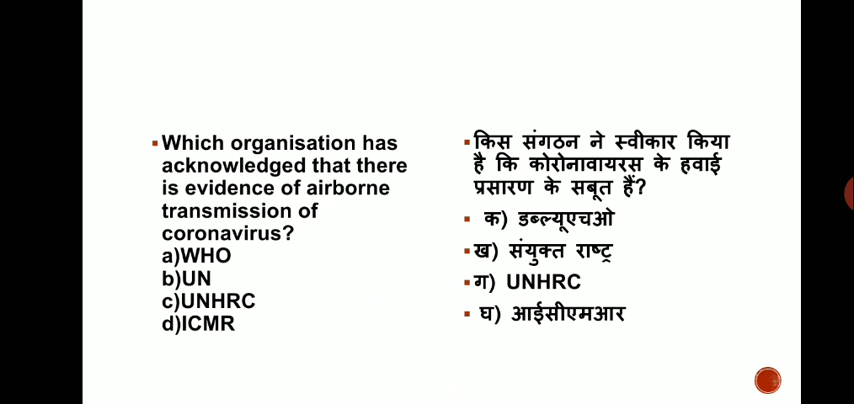 ▪Which organisation has
acknowledged that there
is evidence of airborne
transmission of
coronavirus?
a)WHO
b)UN
c)UNHRC
d)ICMR
▪किस संगठन ने स्वीकार किया
है कि कोरोनावायरस के हवाई
प्रसारण के सबूत हैं?
▪ क) डब्ल्यूएचओ
▪ख) संयुक्त राष्ट्र
▪ग) UNHRC
▪ घ) आईसीएमआर